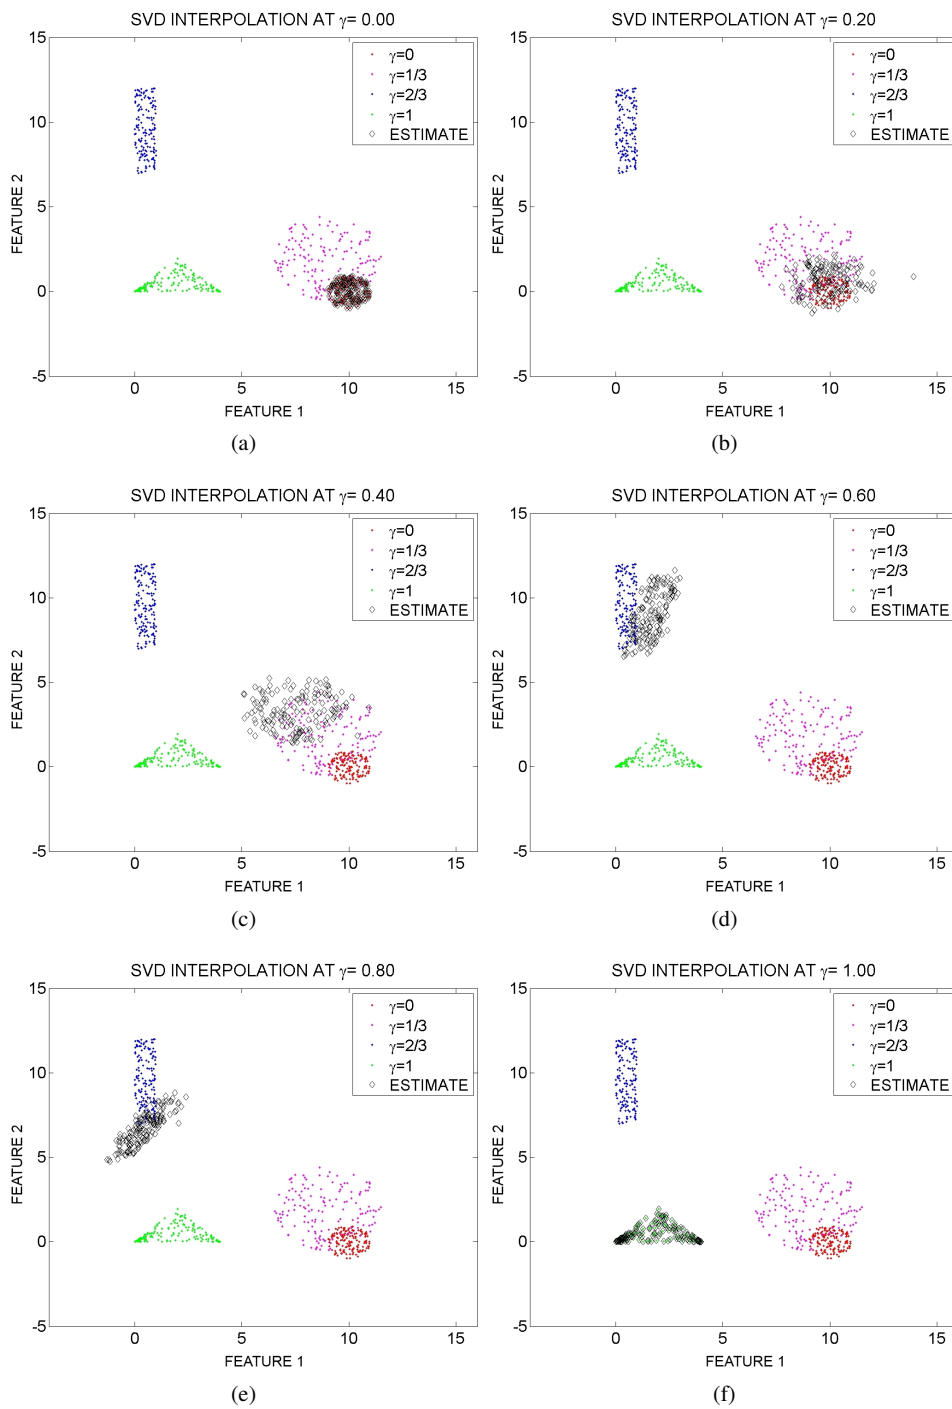 SVD INTERPOLATION AT γ= 0.00
15
10
5
0
-5
0
5
10
15
FEATURE 2
FEATURE 1
γ=0
γ=1/3
γ=2/3
γ=1
ESTIMATE
(a)
SVD INTERPOLATION AT γ= 0.20
15
10
5
0
-5
0
5
10
15
FEATURE 2
FEATURE 1
γ=0
γ=1/3
γ=2/3
γ=1
ESTIMATE
(b)
SVD INTERPOLATION AT γ= 0.40
15
10
5
0
-5
0
5
10
15
FEATURE 2
FEATURE 1
γ=0
γ=1/3
γ=2/3
γ=1
ESTIMATE
(c)
SVD INTERPOLATION AT γ= 0.60
15
10
5
0
-5
0
5
10
15
FEATURE 2
FEATURE 1
γ=0
γ=1/3
γ=2/3
γ=1
ESTIMATE
(d)
SVD INTERPOLATION AT γ= 0.80
15
10
5
0
-5
0
5
10
15
FEATURE 2
FEATURE 1
γ=0
γ=1/3
γ=2/3
γ=1
ESTIMATE
(e)
SVD INTERPOLATION AT γ= 1.00
15
10
5
0
-5
0
5
10
15
FEATURE 2
FEATURE 1
γ=0
γ=1/3
γ=2/3
γ=1
ESTIMATE
(f)